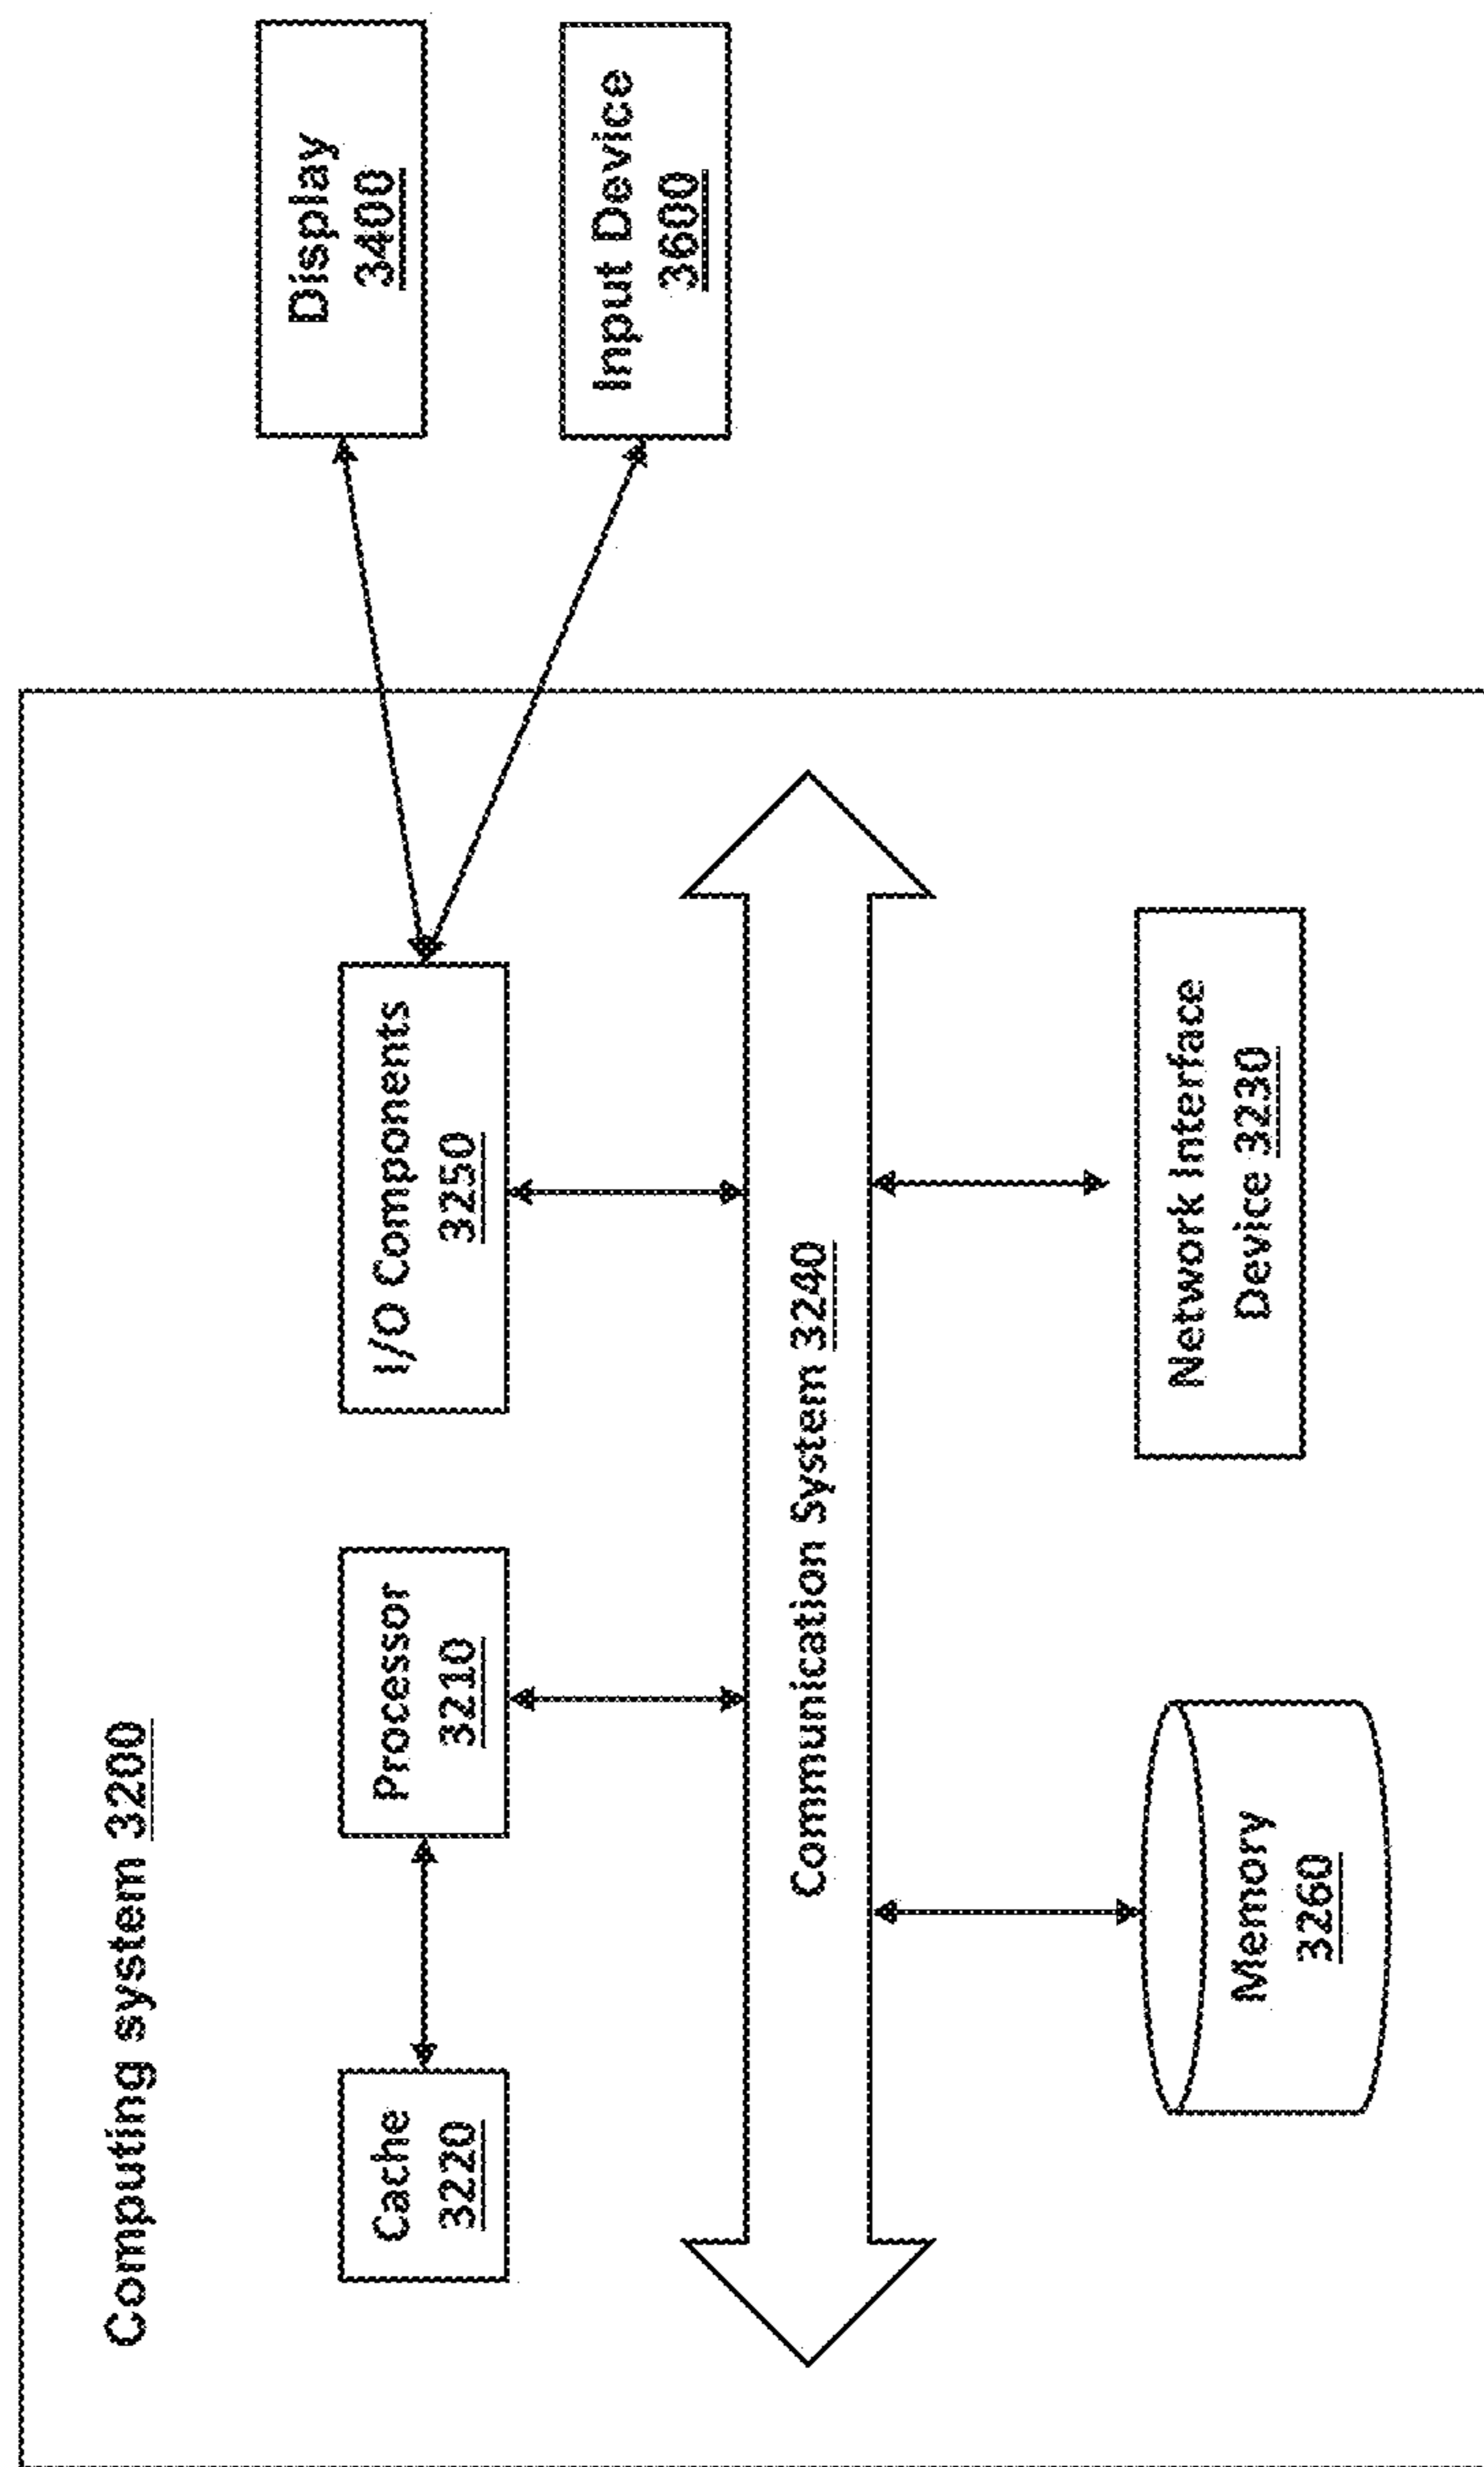 Computing system 3200
Cache
3220
Processor
3210
I/O Components
3250
Display
3400
Input Device
3600
Communication System 3240
Memory
3260
Network Interface
Device 3230